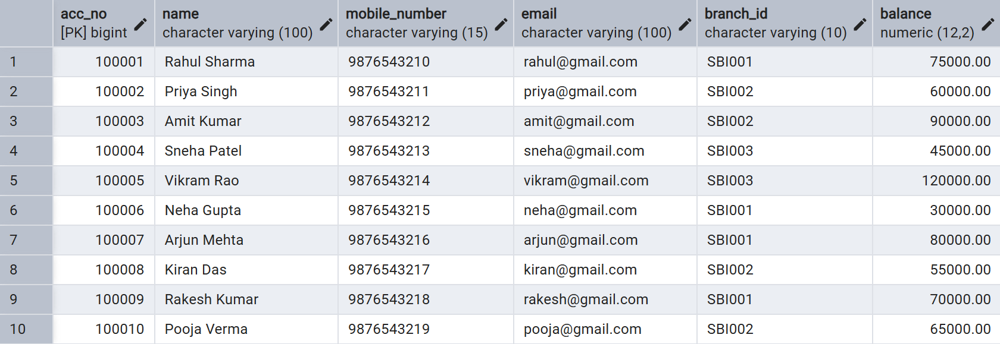 acc_no name mobile_number email branch_id balance
[PK] bigint character varying (100) character varying (15) character varying (100) character varying (10) numeric (12,2)
1 100001 Rahul Sharma 9876543210 rahul@gmail.com SBI001 75000.00
2 100002 Priya Singh 9876543211 priya@gmail.com SBI002 60000.00
3 100003 Amit Kumar 9876543212 amit@gmail.com SBI002 90000.00
4 100004 Sneha Patel 9876543213 sneha@gmail.com SBI003 45000.00
5 100005 Vikram Rao 9876543214 vikram@gmail.com SBI003 120000.00
6 100006 Neha Gupta 9876543215 neha@gmail.com SBI001 30000.00
7 100007 Arjun Mehta 9876543216 arjun@gmail.com SBI001 80000.00
8 100008 Kiran Das 9876543217 kiran@gmail.com SBI002 55000.00
9 100009 Rakesh Kumar 9876543218 rakesh@gmail.com SBI001 70000.00
10 100010 Pooja Verma 9876543219 pooja@gmail.com SBI002 65000.00